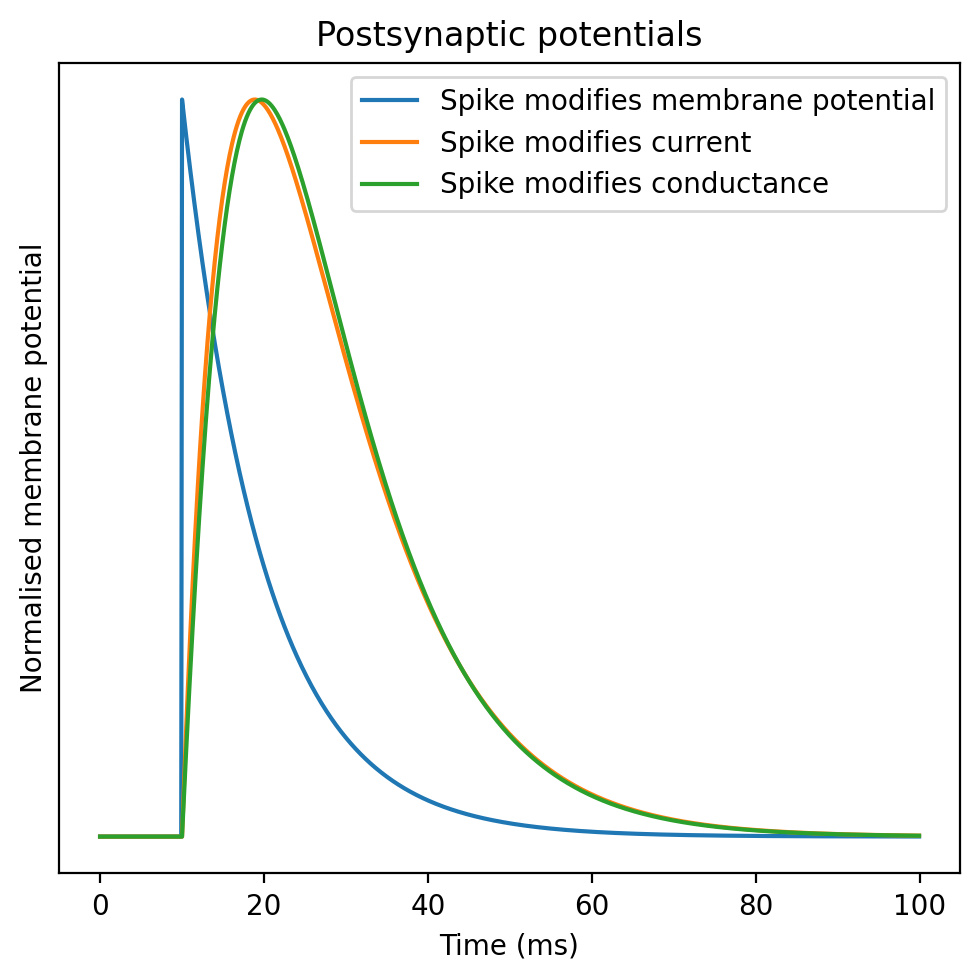 Postsynaptic potentials
Spike modifies membrane potential
Spike modifies current
Spike modifies conductance
Normalised membrane potential
0 20 40 60 80 100
Time (ms)